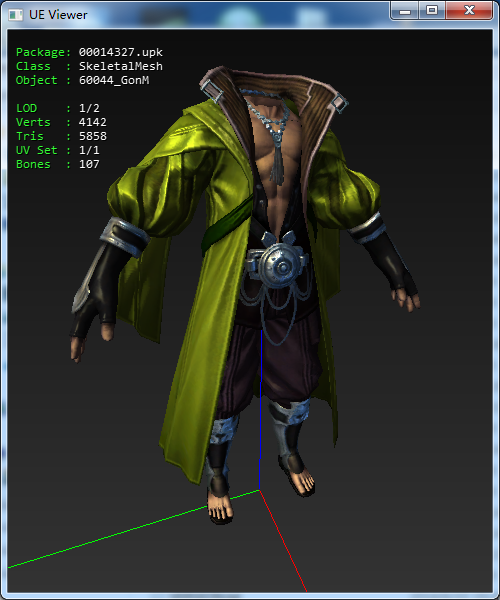 UE Viewer
Package: 00014327.upk
Class : SkeletalMesh
Object : 60044_GonM
LOD : 1/2
Verts : 4142
Tris : 5858
UV Set : 1/1
Bones : 107